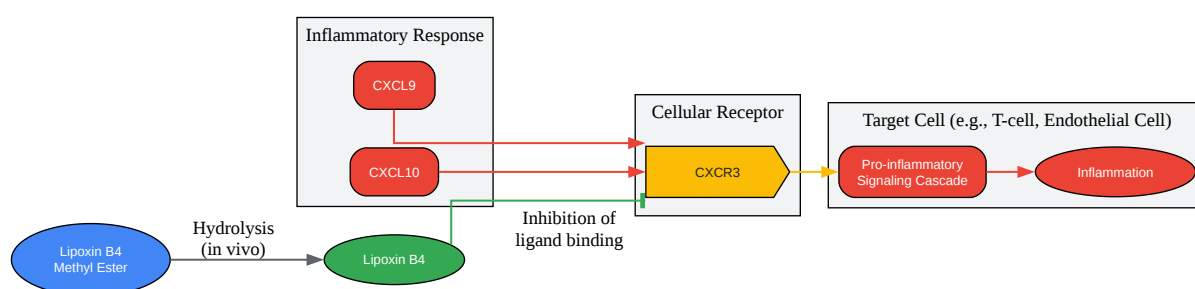 Inflammatory Response
CXCL9
CXCL10
Cellular Receptor
CXCR3
Target Cell (e.g., T-cell, Endothelial Cell)
Pro-inflammatory
Signaling Cascade
Inflammation
Inhibition of
ligand binding
Hydrolysis
(in vivo)
Lipoxin B4
Methyl Ester
Lipoxin B4